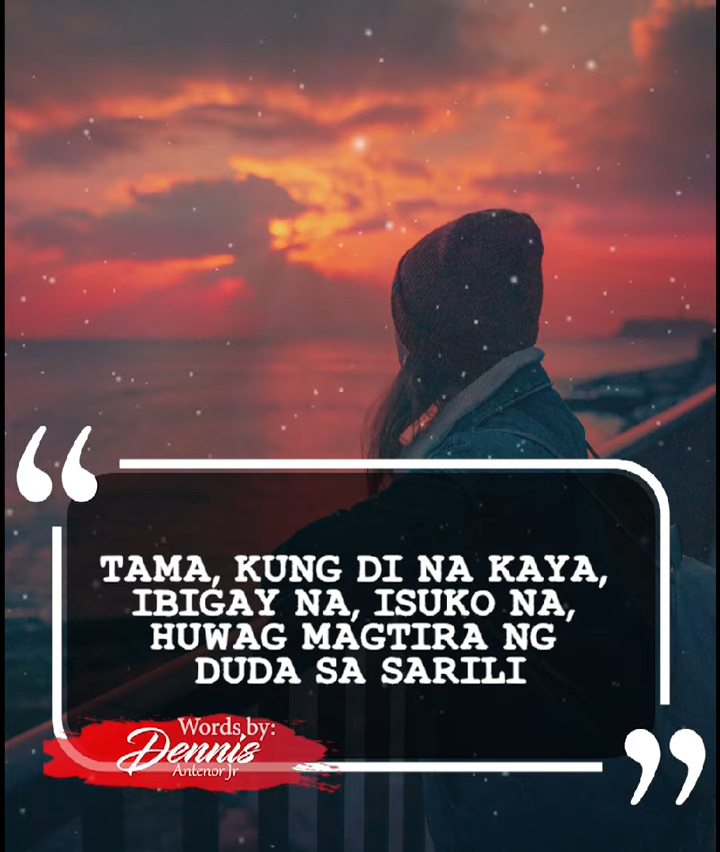 TAMA, KUNG DI NA KAYA,
IBIGAY NA, ISUKO NA,
HUWAG MAGTIRA NG
DUDA SA SARILI
Words by:
Dennis
Antenor Jr